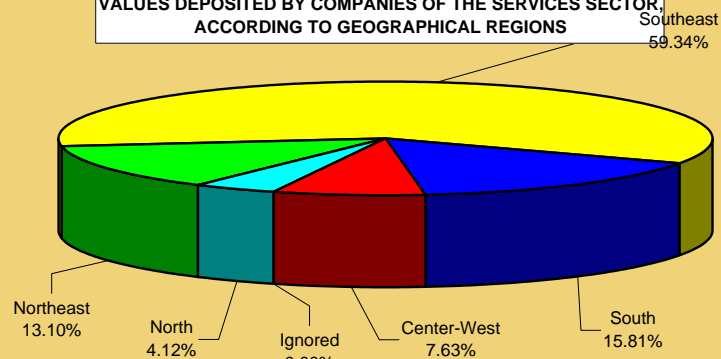 VALUES DEPOSITED BY COMPANIES OF THE SERVICES SECTOR,
ACCORDING TO GEOGRAPHICAL REGIONS
Southeast
59.34%
Northeast
13.10%
North
4.12%
Ignored
Center-West
7.63%
South
15.81%